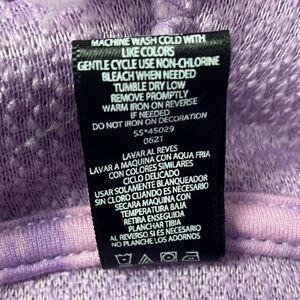 MACHINE WASH COLD WITH
LIKE COLORS
GENTLE CYCLE USE NON-CHLORINE
BLEACH WHEN NEEDED
TUMBLE DRY LOW
REMOVE PROMPTLY
WARM IRON ON REVERSE
IF NEEDED
DO NOT IRON ON DECORATION
SS*45029
0621
LAVAR AL REVES
LAVAR A MAQUINA CON AQUA FRIA
CON COLORES SIMILARES
CICLO DELICADO
USAR SOLAMENTE BLANQUEADOR
SIN CLORO CUANDO ES NECESARIO
SECARA MAQUINA CON
TEMPERATURA BAJA
RETIRA ENSEGUIDA
PLANCHAR TIBIA
AL REVERSO SI ES NECESARIO
NO PLANCHE LOS ADORNOS